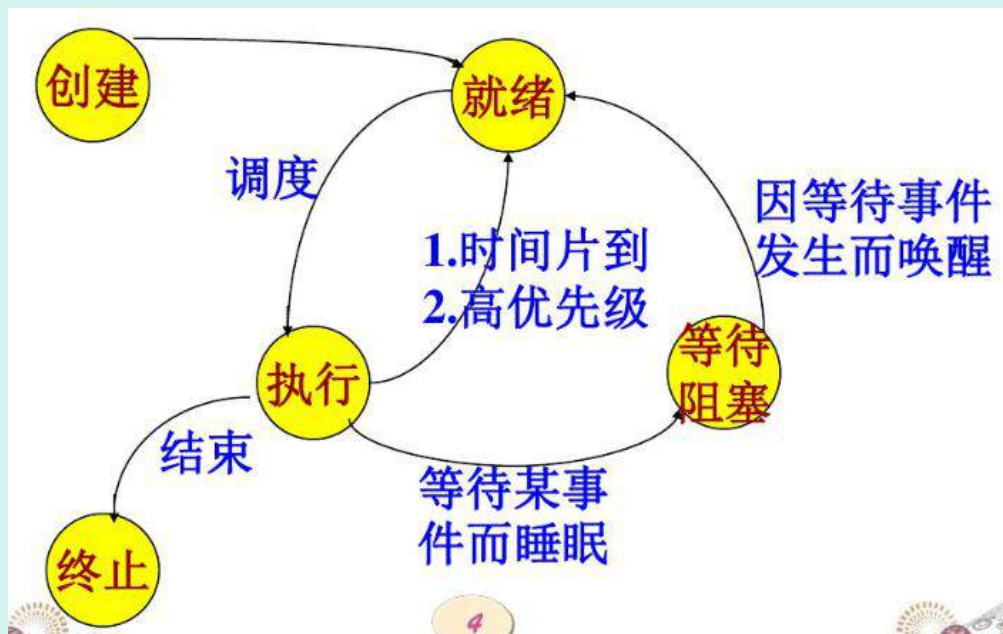 创建
就绪
调度
因等待事件
发生而唤醒
1.时间片到
2.高优先级
等待
阻塞
执行
结束
等待某事
件而睡眠
终止
4